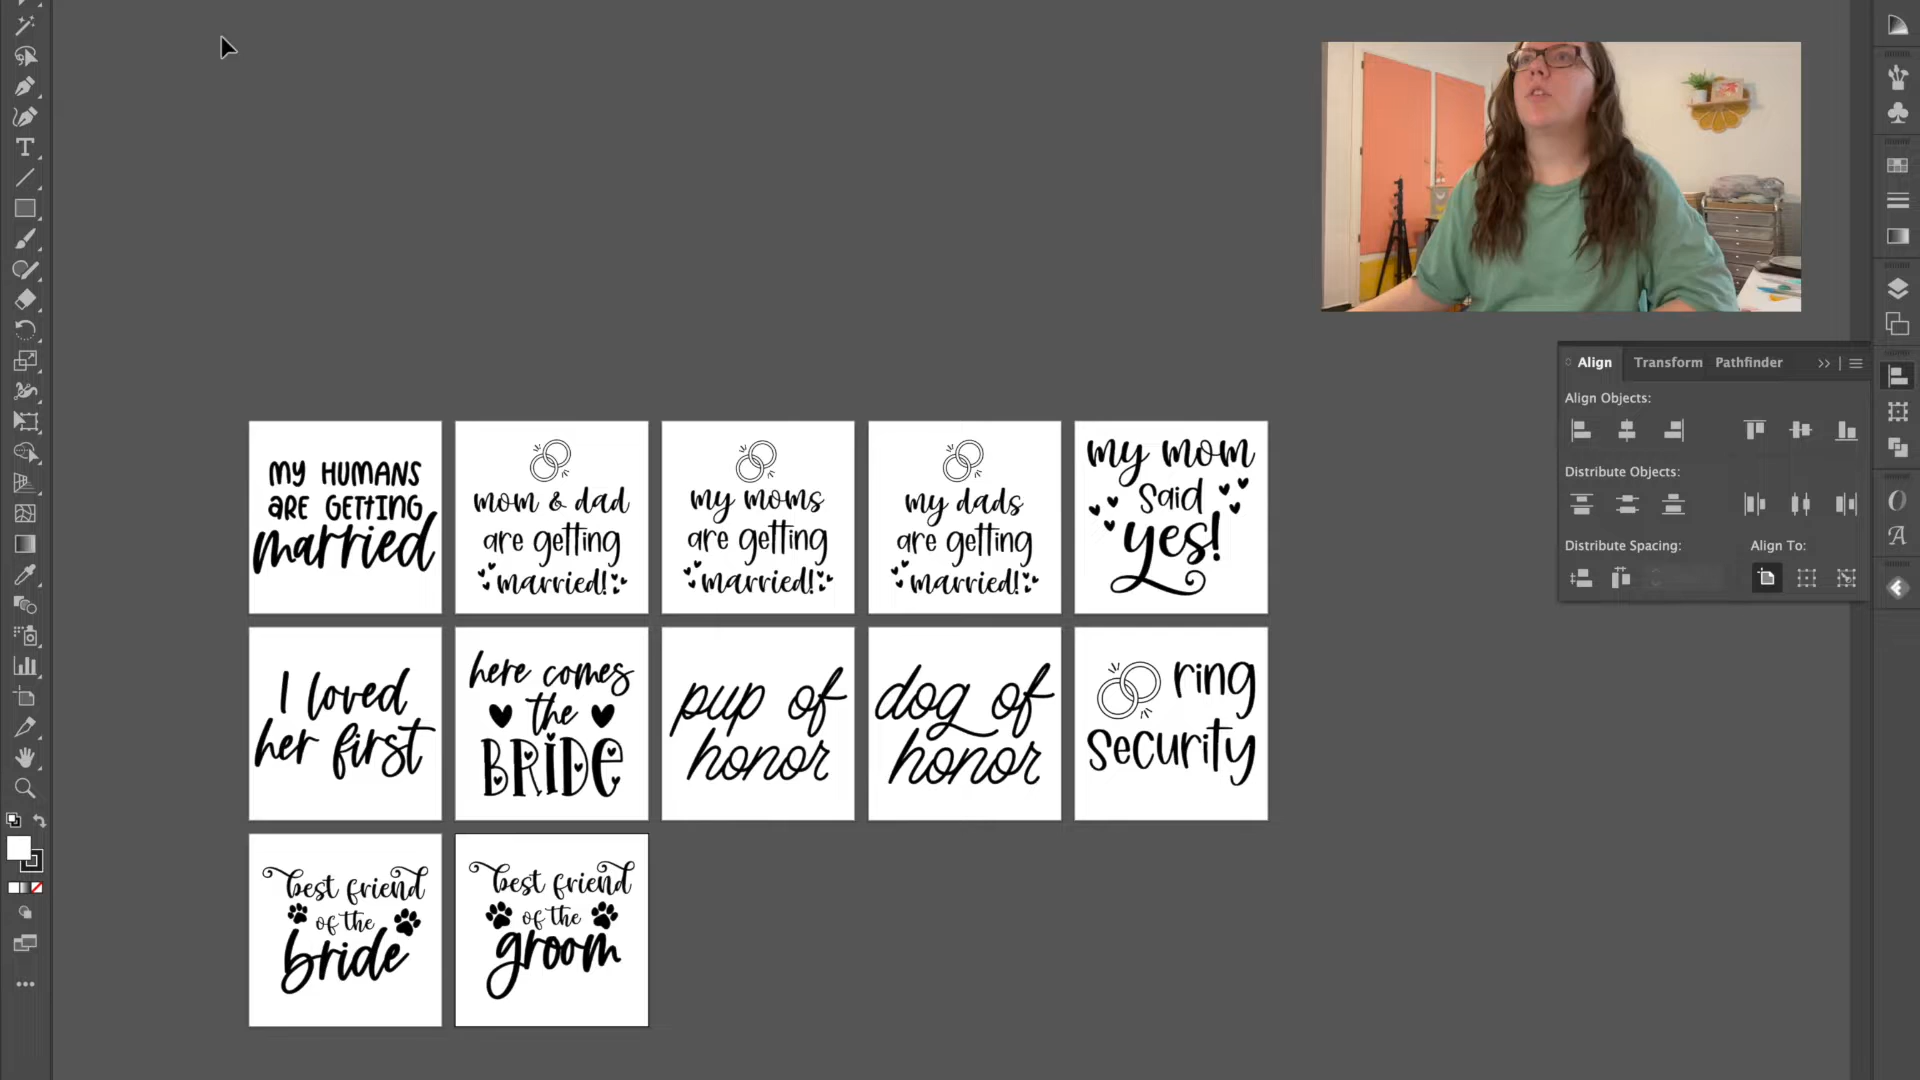 Align
Transform
Pathfinder
Align Objects:
Distribute Objects:
Distribute Spacing:
Align To:
my HUMANS
are GETTING
married
mom & dad
are getting
married!
my moms
are getting
married!
my dads
are getting
married!
my mom
said
yes!
I loved
her first
here comes
the
BRIDE
pup of
honor
dog of
honor
ring
security
best friend
of the
bride
best friend
of the
groom